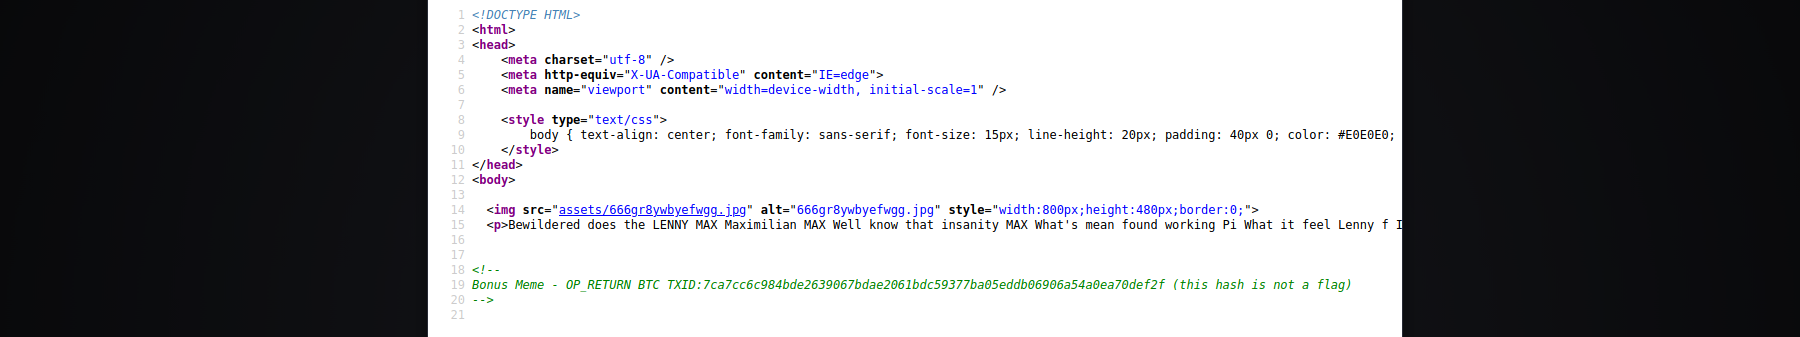 1 <!DOCTYPE HTML>
2 <html>
3 <head>
4 <meta charset="utf-8" />
5 <meta http-equiv="X-UA-Compatible" content="IE=edge">
6 <meta name="viewport" content="width=device-width, initial-scale=1" />
7
8 <style type="text/css">
9 body { text-align: center; font-family: sans-serif; font-size: 15px; line-height: 20px; padding: 40px 0; color: #E0E0E0;
10 </style>
11 </head>
12 <body>
13
14 <img src="assets/666gr8ywbyefwgg.jpg" alt="666gr8ywbyefwgg.jpg" style="width:800px;height:480px;border:0;">
15 <p>Bewildered does the LENNY MAX Maximilian MAX Well know that insanity MAX What's mean found working Pi What it feel Lenny f I
16
17
18 <!--
19 Bonus Meme - OP_RETURN BTC TXID:7ca7cc6c984bde2639067bdae2061bdc59377ba05eddb06906a54a0ea70def2f (this hash is not a flag)
20 -->
21